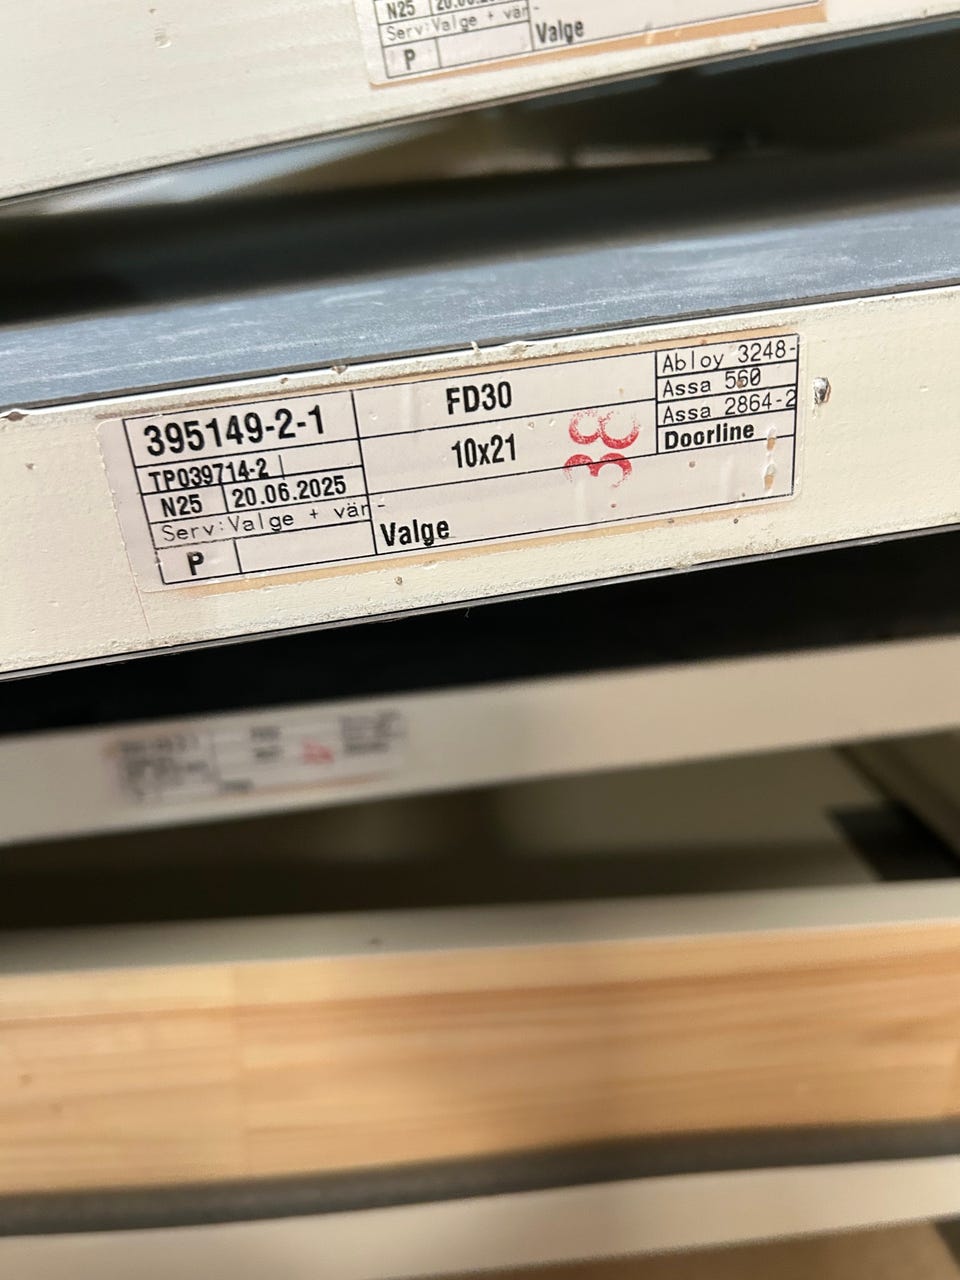 N25
Serv:Valge + vär-
Valge
P
395149-2-1
FD30
Abloy 3248-
Assa 560
Assa 2864-2
Doorline
TP039714-2
10x21
N25 20.06.2025
Serv:Valge + vär-
Valge
P